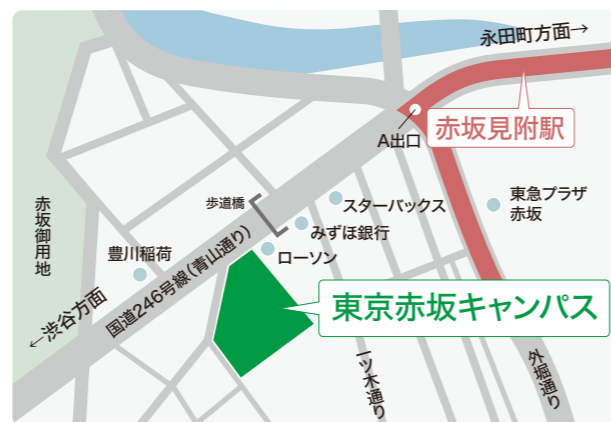 永田町方面→
赤坂見附駅
A出口
歩道橋
スターバックス
東急プラザ
赤坂
みずほ銀行
赤坂御用地
豊川稲荷
ローソン
国道246号線(青山通り)
←渋谷方面
東京赤坂キャンパス
一ツ木通り
外堀通り